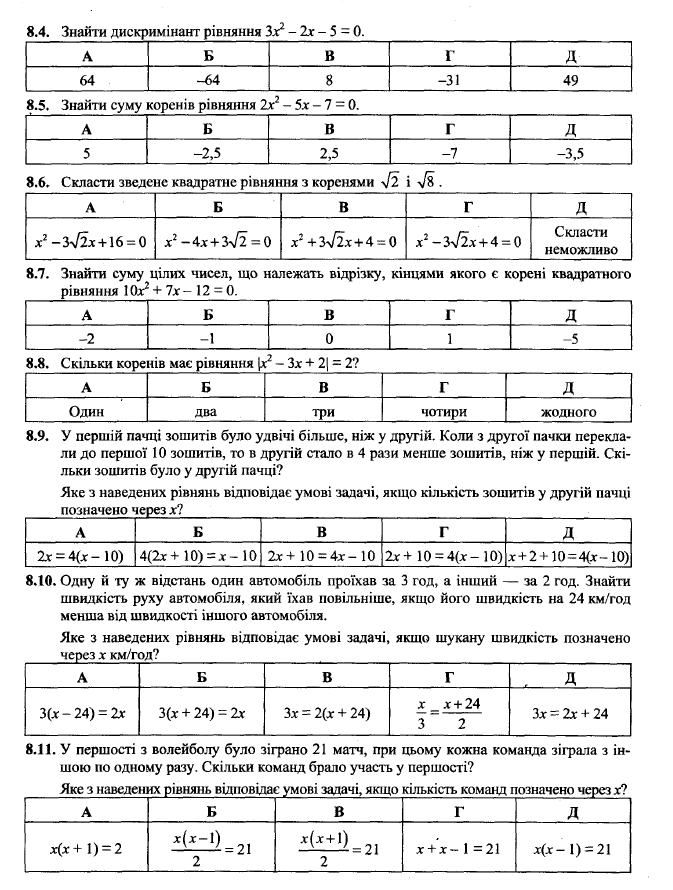 8.4. Знайти дискримінант рівняння 3x² – 2x – 5 = 0.
А Б В Г Д
64 –64 8 –31 49
8.5. Знайти суму коренів рівняння 2x² – 5x – 7 = 0.
А Б В Г Д
5 –2,5 2,5 –7 –3,5
8.6. Скласти зведене квадратне рівняння з коренями √2 і √8 .
А Б В Г Д
x² – 3√2x + 16 = 0 x² – 4x + 3√2 = 0 x² + 3√2x + 4 = 0 x² – 3√2x + 4 = 0 Скласти
неможливо
8.7. Знайти суму цілих чисел, що належать відрізку, кінцями якого є корені квадратного
рівняння 10x² + 7x – 12 = 0.
А Б В Г Д
–2 –1 0 1 –5
8.8. Скільки коренів має рівняння |x² – 3x + 2| = 2?
А Б В Г Д
Один два три чотири жодного
8.9. У першій пачці зошитів було удвічі більше, ніж у другій. Коли з другої пачки перекла-
ли до першої 10 зошитів, то в другій стало в 4 рази менше зошитів, ніж у першій. Скі-
льки зошитів було у другій пачці?
Яке з наведених рівнянь відповідає умові задачі, якщо кількість зошитів у другій пачці
позначено через x?
А Б В Г Д
2x = 4(x – 10) 4(2x + 10) = x – 10 2x + 10 = 4x – 10 2x + 10 = 4(x – 10) x + 2 + 10 = 4(x – 10)
8.10. Одну й ту ж відстань один автомобіль проїхав за 3 год, а інший — за 2 год. Знайти
швидкість руху автомобіля, який їхав повільніше, якщо його швидкість на 24 км/год
менша від швидкості іншого автомобіля.
Яке з наведених рівнянь відповідає умові задачі, якщо шукану швидкість позначено
через x км/год?
А Б В Г Д
3(x – 24) = 2x 3(x + 24) = 2x 3x = 2(x + 24) x/3 = (x + 24)/2 3x = 2x + 24
8.11. У першості з волейболу було зіграно 21 матч, при цьому кожна команда зіграла з ін-
шою по одному разу. Скільки команд брало участь у першості?
Яке з наведених рівнянь відповідає умові задачі, якщо кількість команд позначено через x?
А Б В Г Д
x(x + 1) = 2 x(x – 1)/2 = 21 x(x + 1)/2 = 21 x + x – 1 = 21 x(x – 1) = 21